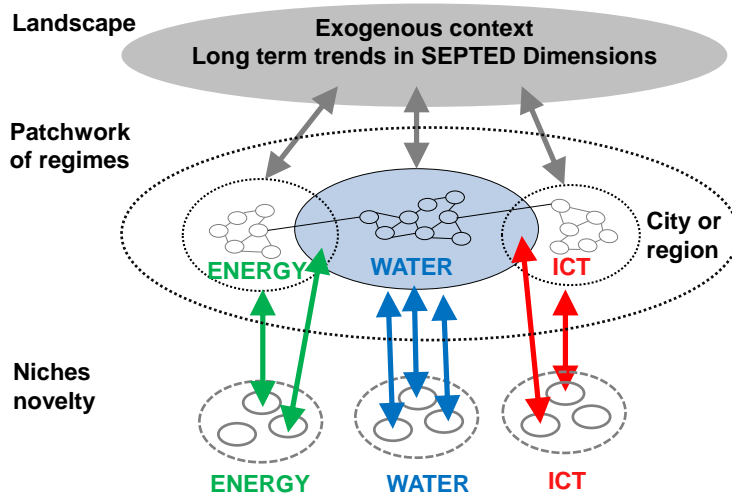 Landscape
Exogenous context
Long term trends in SEPTED Dimensions
Patchwork
of regimes
City or
region
ENERGY
WATER
ICT
Niches
novelty
ENERGY
WATER
ICT